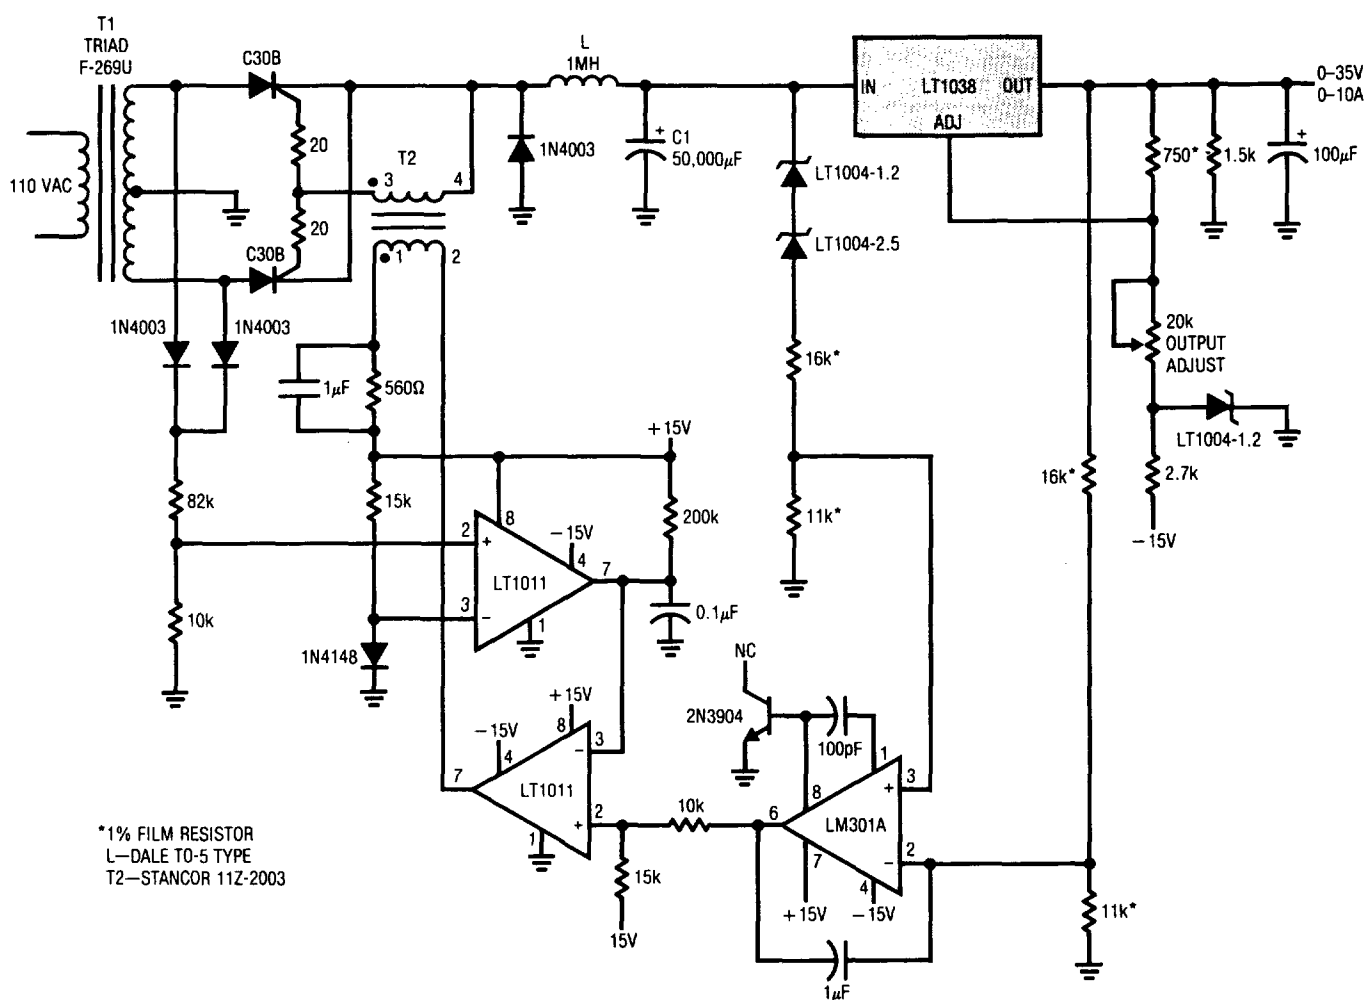 T1
TRIAD
F-269U
110 VAC
C30B
20
20
C30B
T2
3
4
1
2
1N4003
L
1MH
+
C1
50,000µF
IN
LT1038
OUT
ADJ
0–35V
0–10A
LT1004-1.2
LT1004-2.5
750*
1.5k
+
100µF
1N4003
1N4003
1µF
560Ω
16k*
20k
OUTPUT
ADJUST
LT1004-1.2
+15V
82k
15k
200k
11k*
16k*
2.7k
−15V
2
+
8
−15V
4
LT1011
7
3
−
1
0.1µF
10k
1N4148
+15V
−15V
8
4
3
−
7
LT1011
2
+
1
NC
2N3904
100pF
1
8
3
+
6
LM301A
2
−
7
4
+15V
−15V
10k
15k
15V
1µF
11k*
*1% FILM RESISTOR
L—DALE TO-5 TYPE
T2—STANCOR 11Z-2003